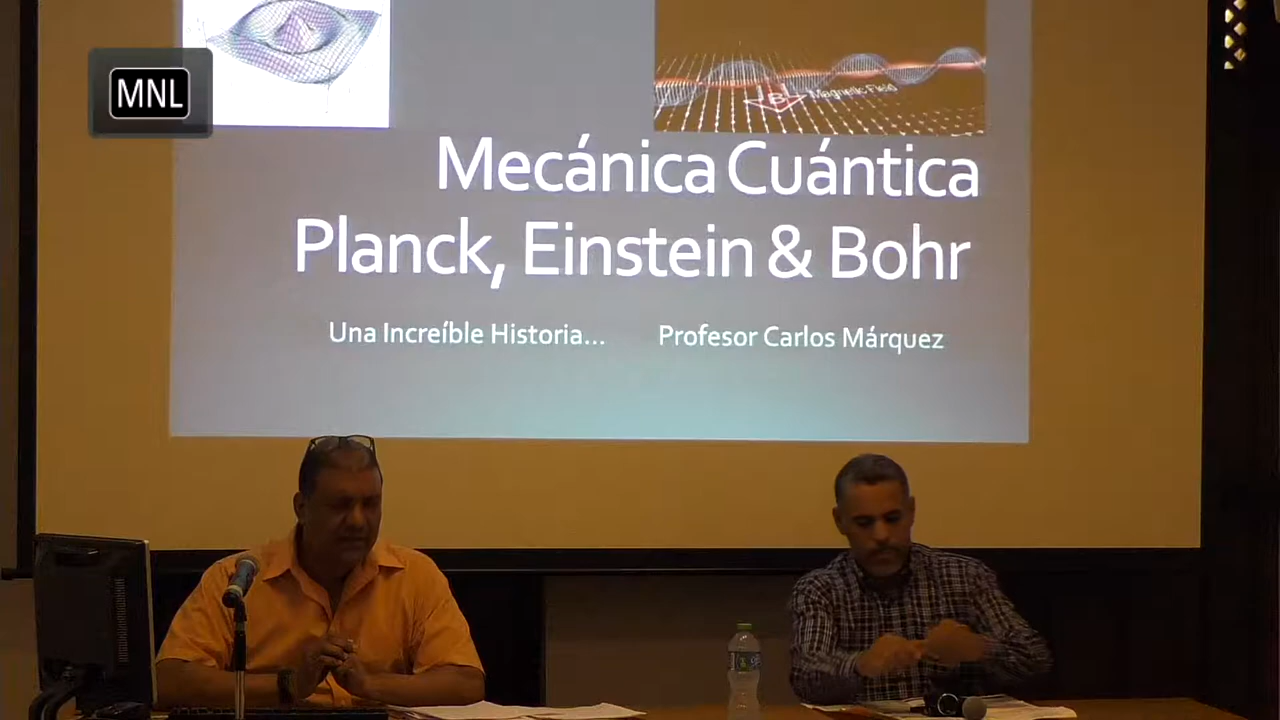 MNL
B
Magnetic Field
Mecánica Cuántica
Planck, Einstein & Bohr
Una Increíble Historia... Profesor Carlos Márquez